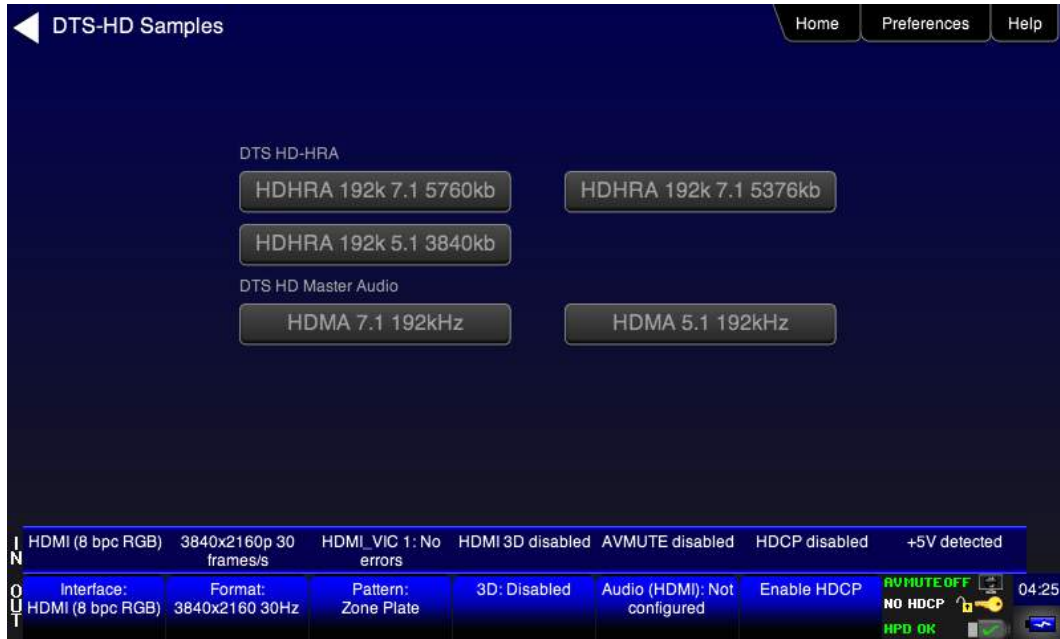 DTS-HD Samples
Home
Preferences
Help
DTS HD-HRA
HDHRA 192k 7.1 5760kb
HDHRA 192k 7.1 5376kb
HDHRA 192k 5.1 3840kb
DTS HD Master Audio
HDMA 7.1 192kHz
HDMA 5.1 192kHz
IN
HDMI (8 bpc RGB)
3840x2160p 30
frames/s
HDMI_VIC 1: No
errors
HDMI 3D disabled
AVMUTE disabled
HDCP disabled
+5V detected
OUT
Interface:
HDMI (8 bpc RGB)
Format:
3840x2160 30Hz
Pattern:
Zone Plate
3D: Disabled
Audio (HDMI): Not
configured
Enable HDCP
AVMUTE OFF
NO HDCP
HPD OK
04:25